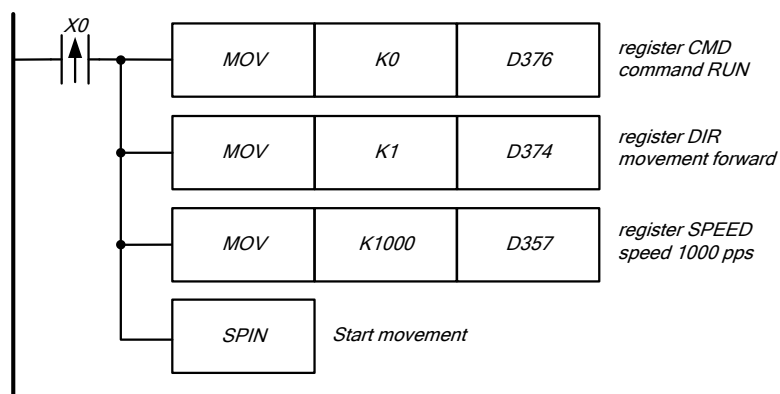 X0
MOV K0 D376
register CMD
command RUN
MOV K1 D374
register DIR
movement forward
MOV K1000 D357
register SPEED
speed 1000 pps
SPIN Start movement